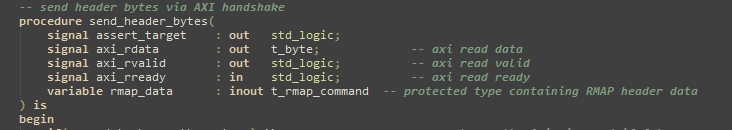 -- send header bytes via AXI handshake
procedure send_header_bytes(
signal assert_target : out std_logic;
signal axi_rdata : out t_byte; -- axi read data
signal axi_rvalid : out std_logic; -- axi read valid
signal axi_rready : in std_logic; -- axi read ready
variable rmap_data : inout t_rmap_command -- protected type containing RMAP header data
) is
begin